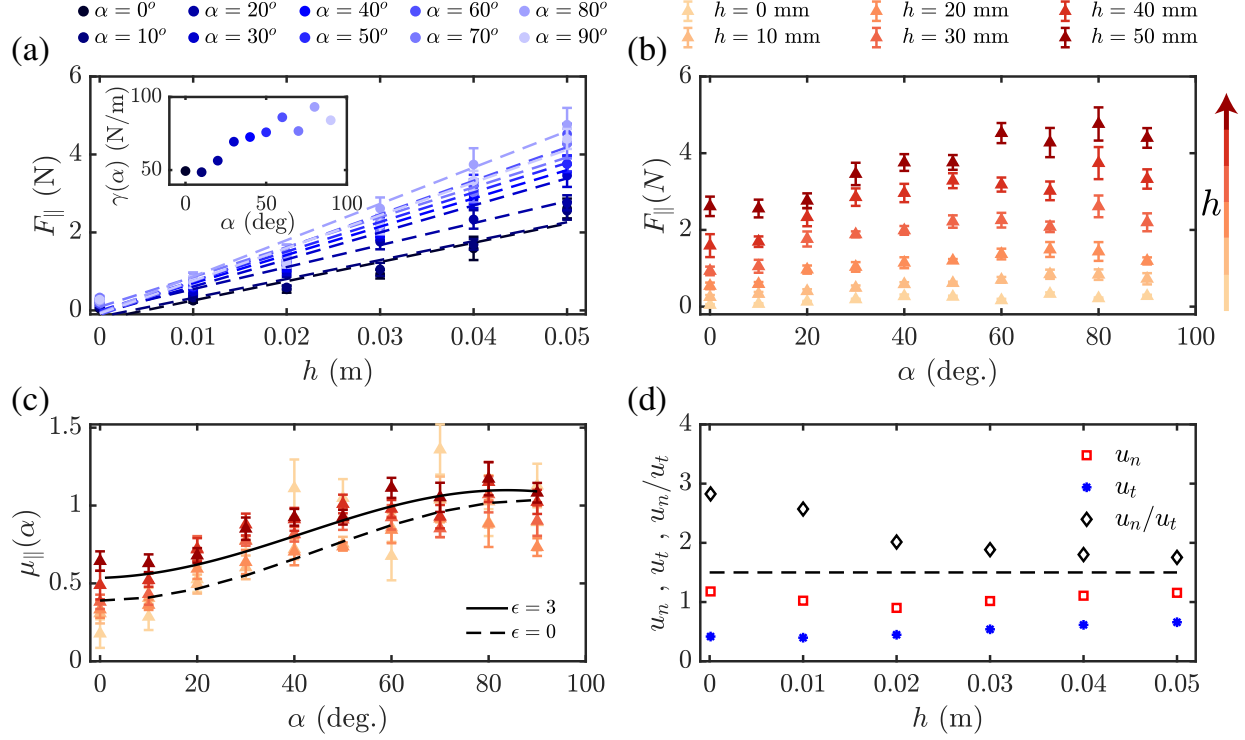 α = 0° α = 20° α = 40° α = 60° α = 80°
α = 10° α = 30° α = 50° α = 70° α = 90°
h = 0 mm h = 20 mm h = 40 mm
h = 10 mm h = 30 mm h = 50 mm
(a)
6
4
2
0
F∥ (N)
0 0.01 0.02 0.03 0.04 0.05
h (m)
100
50
γ(α) (N/m)
0 50 100
α (deg)
(b)
6
4
2
0
F∥(N)
0 20 40 60 80 100
α (deg.)
h
(c)
1.5
1
0.5
0
μ∥(α)
0 20 40 60 80 100
α (deg.)
ϵ = 3
ϵ = 0
(d)
4
3
2
1
0
uₙ , uₜ , uₙ/uₜ
0 0.01 0.02 0.03 0.04 0.05
h (m)
uₙ
uₜ
uₙ/uₜ